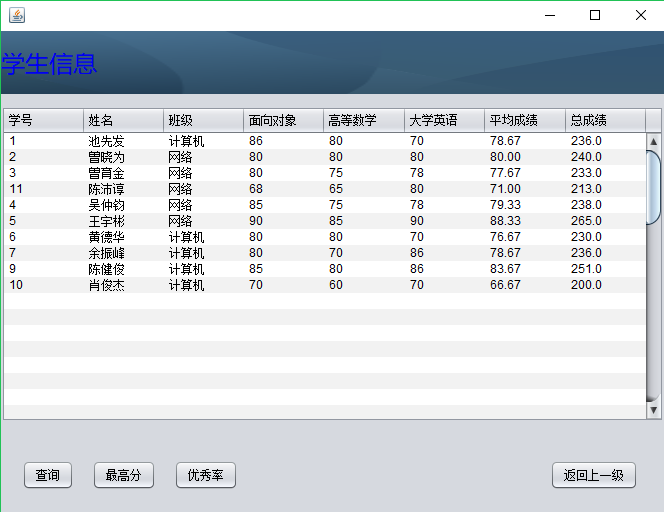 学生信息
学号 姓名 班级 面向对象 高等数学 大学英语 平均成绩 总成绩
1 池先发 计算机 86 80 70 78.67 236.0
2 曾晓为 网络 80 80 80 80.00 240.0
3 曾育金 网络 80 75 78 77.67 233.0
11 陈沛谆 网络 68 65 80 71.00 213.0
4 吴仲钧 网络 85 75 78 79.33 238.0
5 王宇彬 网络 90 85 90 88.33 265.0
6 黄德华 计算机 80 80 70 76.67 230.0
7 余振峰 计算机 80 70 86 78.67 236.0
9 陈健俊 计算机 85 80 86 83.67 251.0
10 肖俊杰 计算机 70 60 70 66.67 200.0
查询 最高分 优秀率 返回上一级